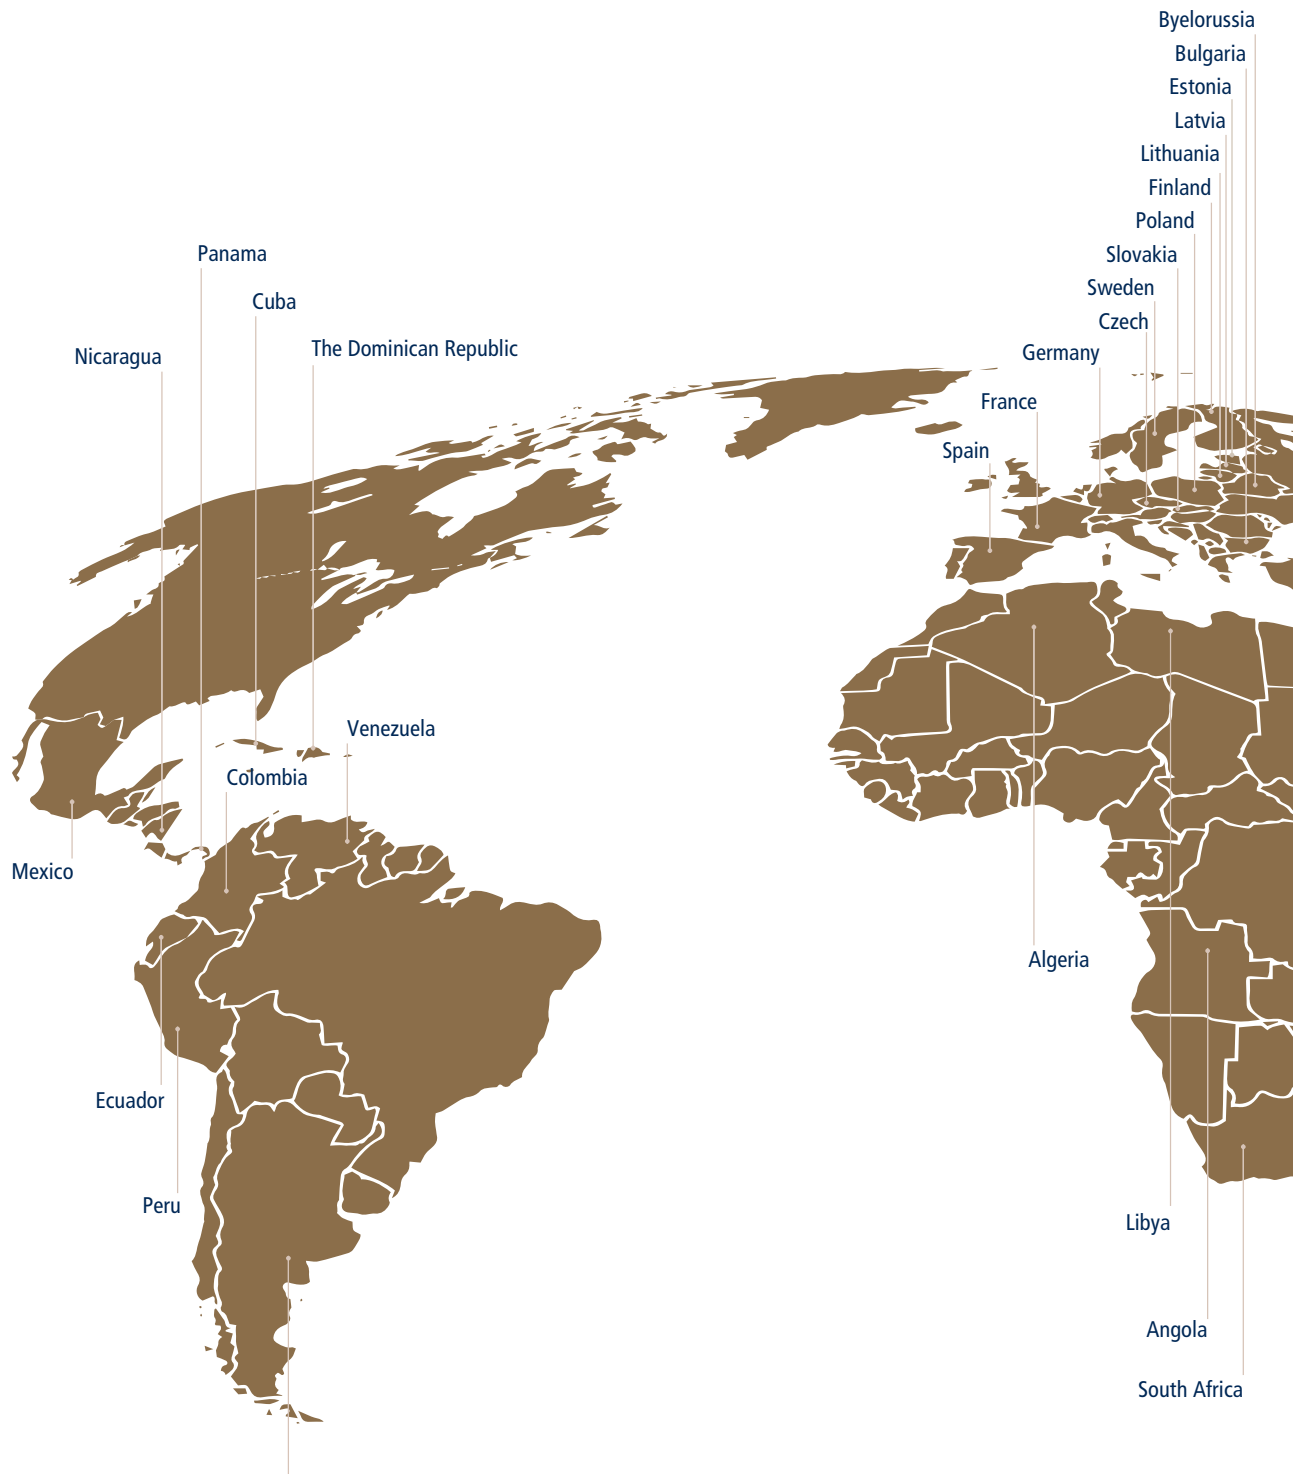 Byelorussia
Bulgaria
Estonia
Latvia
Lithuania
Finland
Poland
Slovakia
Sweden
Czech
Germany
France
Spain
Panama
Cuba
The Dominican Republic
Nicaragua
Venezuela
Colombia
Mexico
Algeria
Ecuador
Peru
Libya
Angola
South Africa